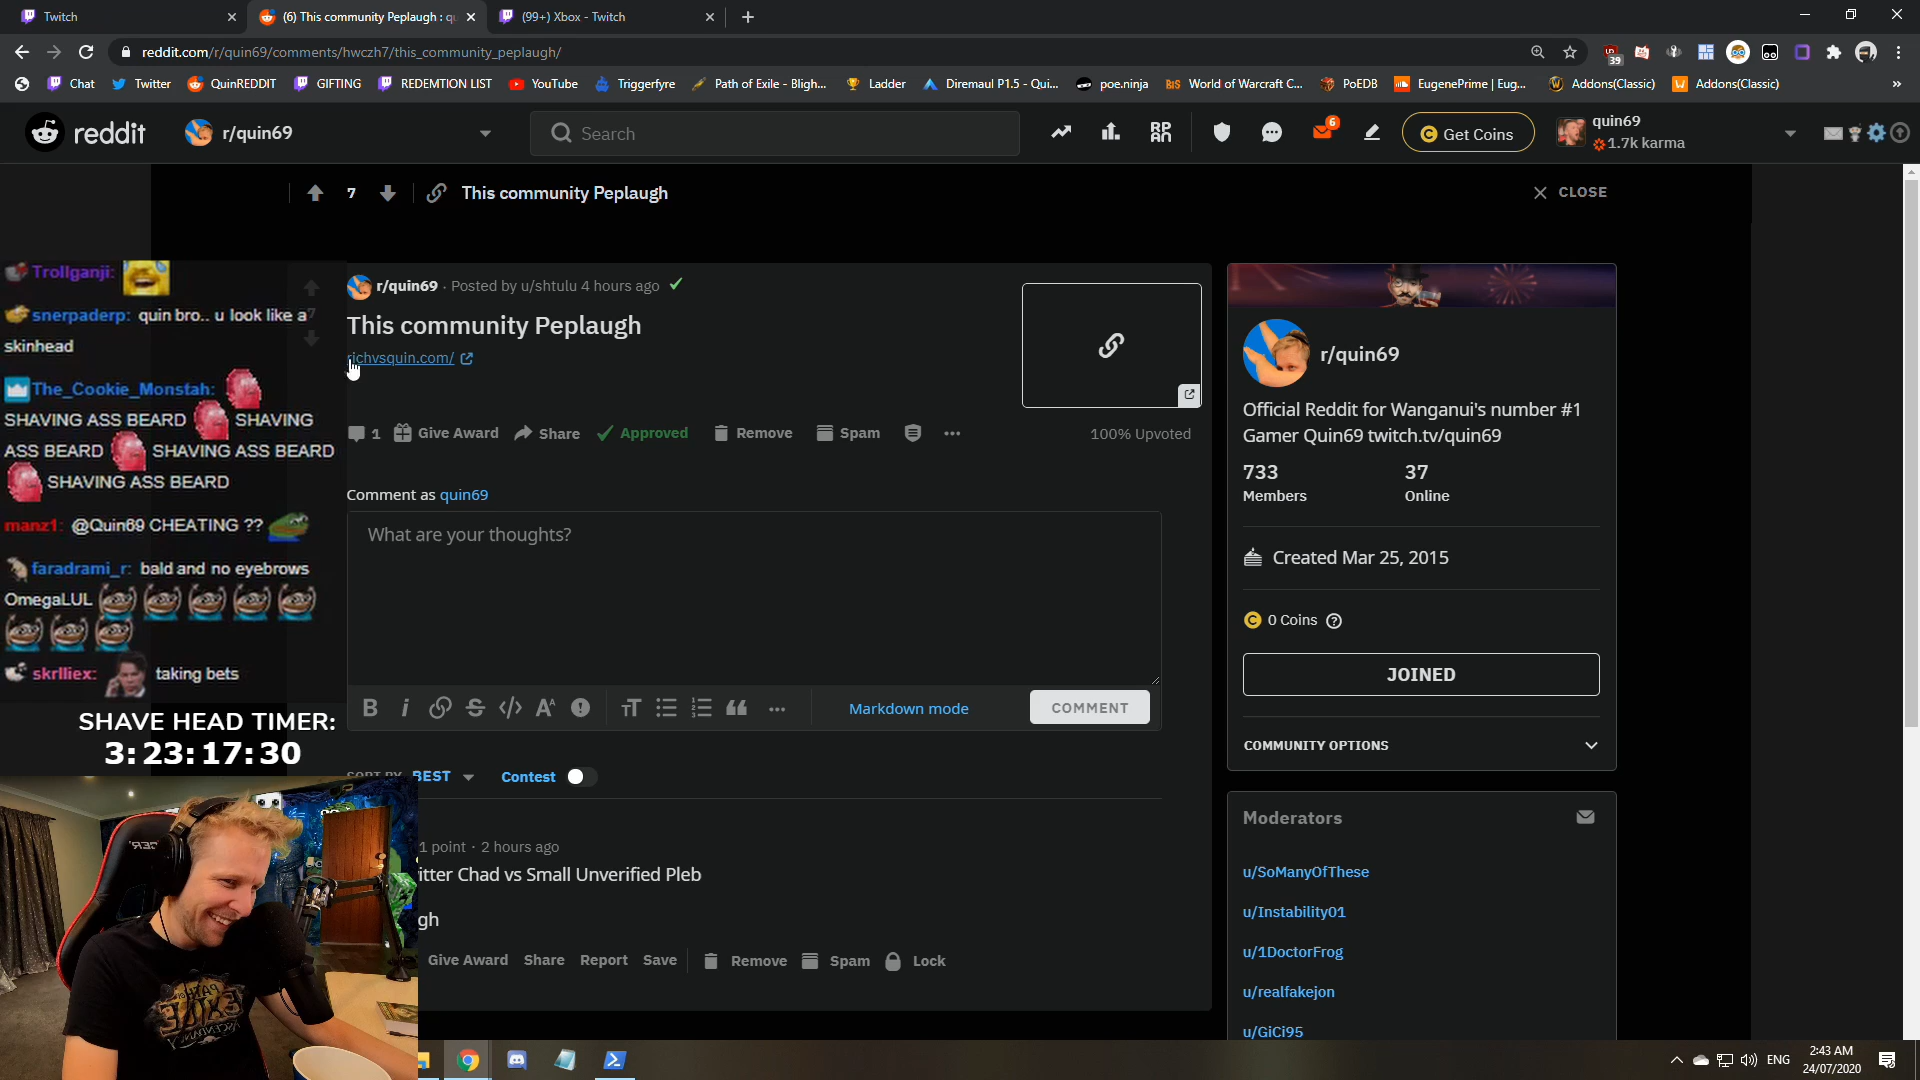 Twitch
(6) This community Peplaugh : qu
(99+) Xbox - Twitch
reddit.com/r/quin69/comments/hwczh7/this_community_peplaugh/
39
Chat
Twitter
QuinREDDIT
GIFTING
REDEMTION LIST
YouTube
Triggerfyre
Path of Exile - Bligh...
Ladder
Diremaul P1.5 - Qui...
poe.ninja
World of Warcraft C...
PoEDB
EugenePrime | Eug...
Addons(Classic)
Addons(Classic)
»
reddit
r/quin69
Search
6
Get Coins
quin69
1.7k karma
7
This community Peplaugh
CLOSE
Trollganji:
snerpaderp: quin bro.. u look like a
skinhead
The_Cookie_Monstah:
SHAVING ASS BEARD SHAVING
ASS BEARD SHAVING ASS BEARD
SHAVING ASS BEARD
manz1: @Quin69 CHEATING ??
faradrami_r: bald and no eyebrows
OmegaLUL
skrlliex: taking bets
SHAVE HEAD TIMER:
3:23:17:30
r/quin69 · Posted by u/shtulu 4 hours ago
This community Peplaugh
richvsquin.com/
1
Give Award
Share
Approved
Remove
Spam
100% Upvoted
Comment as quin69
What are your thoughts?
Markdown mode
COMMENT
SORT BY BEST
Contest
1 point · 2 hours ago
itter Chad vs Small Unverified Pleb
gh
Give Award
Share
Report
Save
Remove
Spam
Lock
r/quin69
Official Reddit for Wanganui's number #1
Gamer Quin69 twitch.tv/quin69
733
37
Members
Online
Created Mar 25, 2015
0 Coins
JOINED
COMMUNITY OPTIONS
Moderators
u/SoManyOfThese
u/Instability01
u/1DoctorFrog
u/realfakejon
u/GiCi95
PATH OF
EXILE
ASCENDANCY
ENG
2:43 AM
24/07/2020